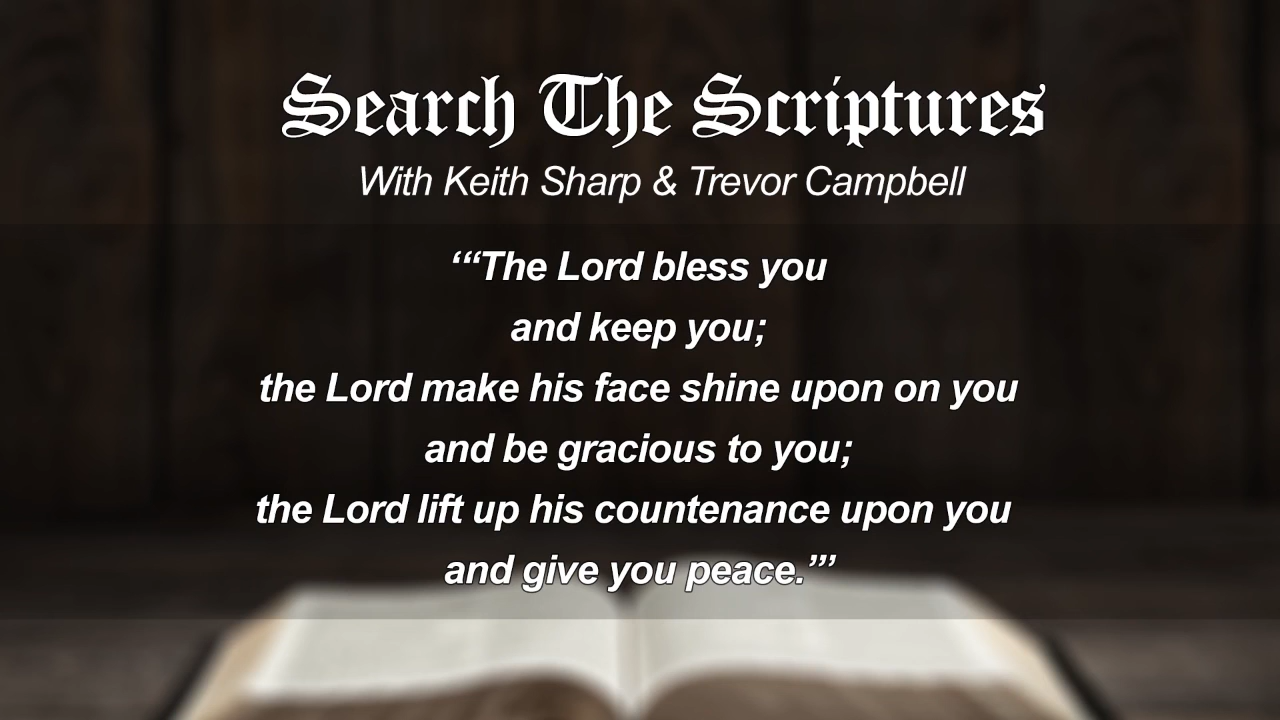 Search The Scriptures
With Keith Sharp & Trevor Campbell
“‘“The Lord bless you
and keep you;
the Lord make his face shine upon on you
and be gracious to you;
the Lord lift up his countenance upon you
and give you peace.”’